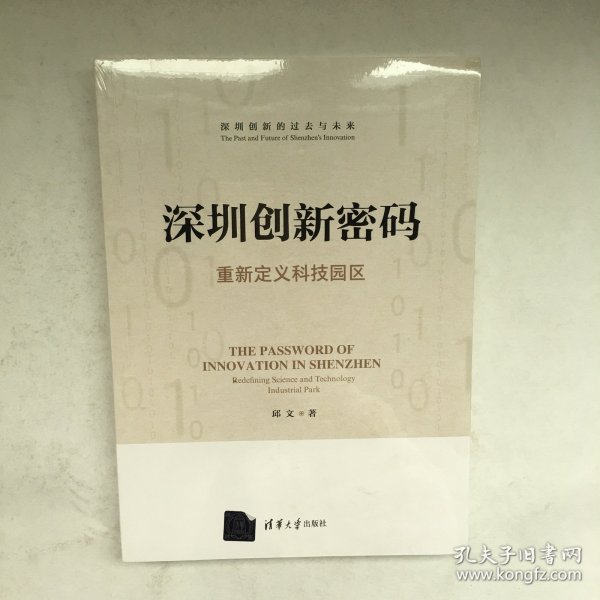 深圳创新的过去与未来
The Past and Future of Shenzhen's Innovation
深圳创新密码
重新定义科技园区
THE PASSWORD OF
INNOVATION IN SHENZHEN
Redefining Science and Technology
Industrial Park
邱文 著
清华大学出版社
孔夫子旧书网
www.kongfz.com